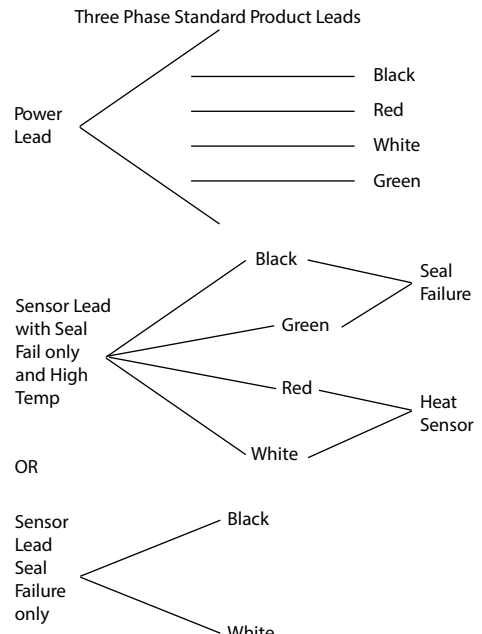 Three Phase Standard Product Leads
Power
Lead
Black
Red
White
Green
Sensor Lead
with Seal
Fail only
and High
Temp
Black
Green
Red
White
Seal
Failure
Heat
Sensor
OR
Sensor
Lead
Seal
Failure
only
Black
White